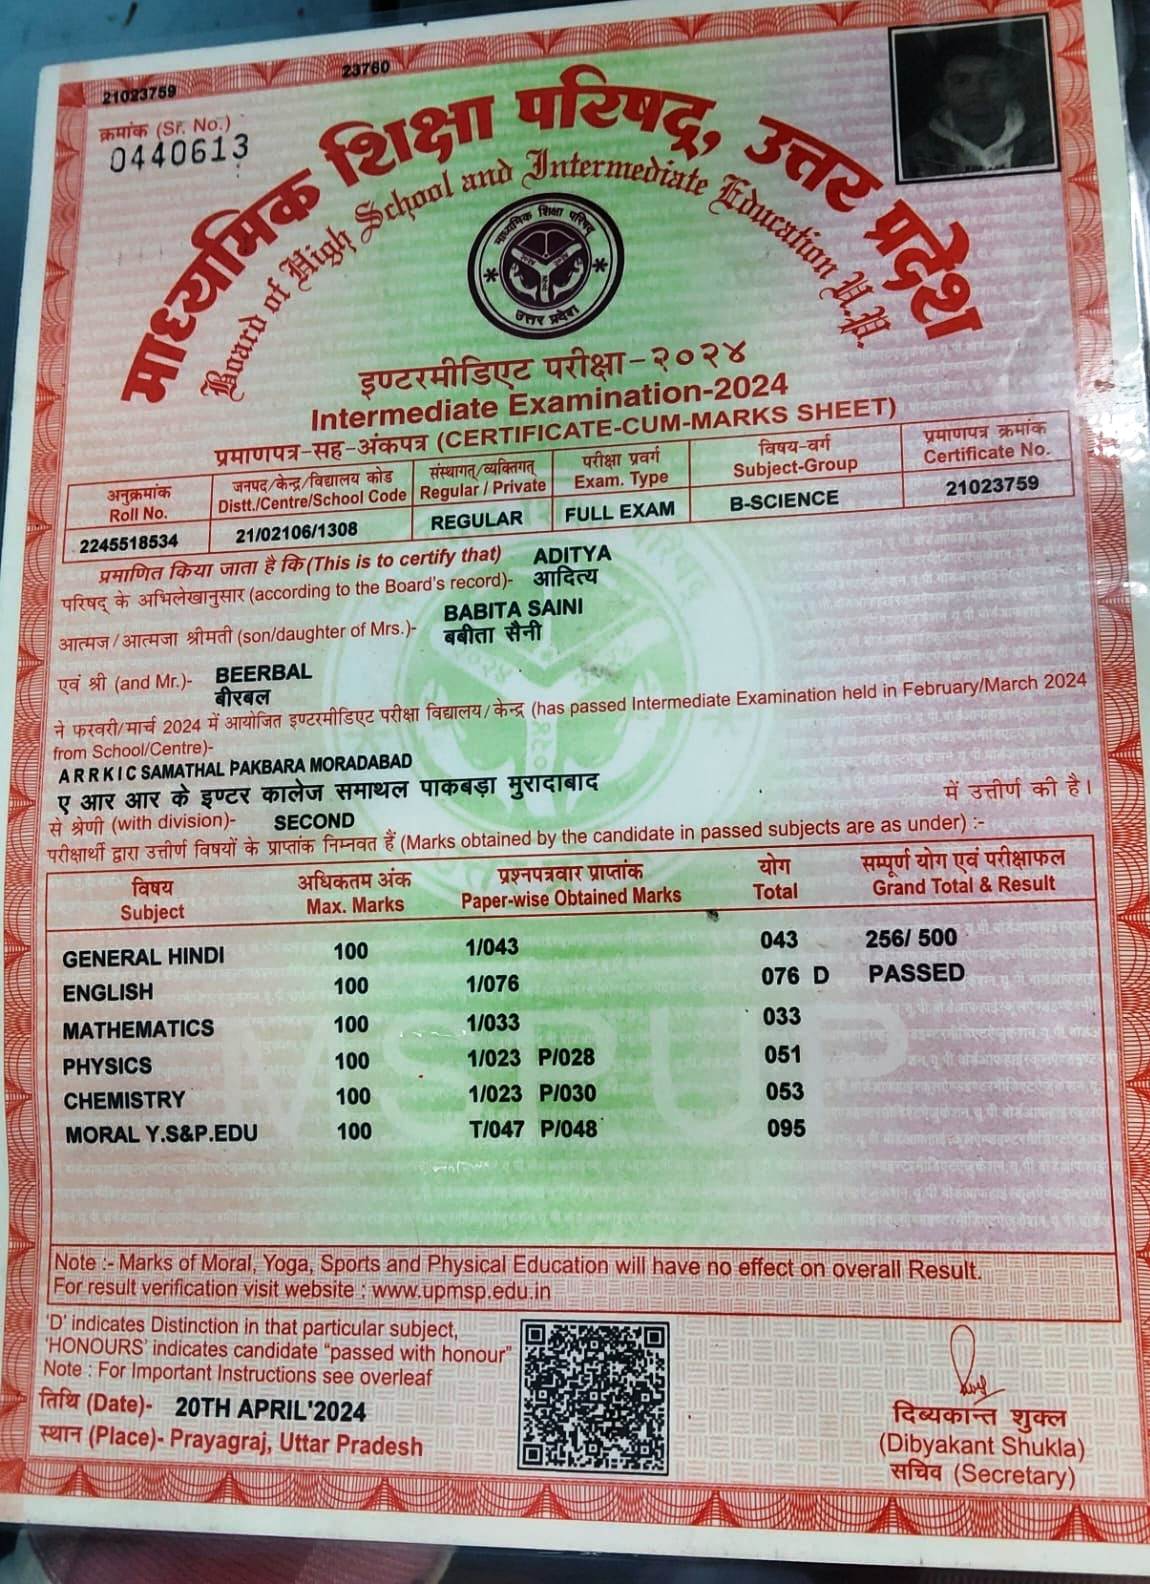 21023759
23760
क्रमांक (Sr. No.)
0440613
माध्यमिक शिक्षा परिषद्, उत्तर प्रदेश
Board of High School and Intermediate Education U.P.
माध्यमिक शिक्षा परिषद्
उत्तर प्रदेश
इण्टरमीडिएट परीक्षा-२०२४
Intermediate Examination-2024
प्रमाणपत्र-सह-अंकपत्र (CERTIFICATE-CUM-MARKS SHEET)
अनुक्रमांक जनपद/केन्द्र/विद्यालय कोड संस्थागत्/व्यक्तिगत् परीक्षा प्रवर्ग विषय-वर्ग प्रमाणपत्र क्रमांक
Roll No. Distt./Centre/School Code Regular / Private Exam. Type Subject-Group Certificate No.
2245518534 21/02106/1308 REGULAR FULL EXAM B-SCIENCE 21023759
प्रमाणित किया जाता है कि (This is to certify that) ADITYA
परिषद् के अभिलेखानुसार (according to the Board's record)- आदित्य
BABITA SAINI
आत्मज/आत्मजा श्रीमती (son/daughter of Mrs.)- बबीता सैनी
एवं श्री (and Mr.)- BEERBAL
बीरबल
ने फरवरी/मार्च 2024 में आयोजित इण्टरमीडिएट परीक्षा विद्यालय/केन्द्र (has passed Intermediate Examination held in February/March 2024
from School/Centre)-
A R R K I C SAMATHAL PAKBARA MORADABAD
ए आर आर के इण्टर कालेज समाथल पाकबड़ा मुरादाबाद में उत्तीर्ण की है।
से श्रेणी (with division)- SECOND
परीक्षार्थी द्वारा उत्तीर्ण विषयों के प्राप्तांक निम्नवत हैं (Marks obtained by the candidate in passed subjects are as under) :-
विषय अधिकतम अंक प्रश्नपत्रवार प्राप्तांक योग सम्पूर्ण योग एवं परीक्षाफल
Subject Max. Marks Paper-wise Obtained Marks Total Grand Total & Result
GENERAL HINDI 100 1/043 043 256/ 500
ENGLISH 100 1/076 076 D PASSED
MATHEMATICS 100 1/033 033
PHYSICS 100 1/023 P/028 051
CHEMISTRY 100 1/023 P/030 053
MORAL Y.S&P.EDU 100 T/047 P/048 095
MSPUP
Note :- Marks of Moral, Yoga, Sports and Physical Education will have no effect on overall Result.
For result verification visit website : www.upmsp.edu.in
'D' indicates Distinction in that particular subject,
'HONOURS' indicates candidate "passed with honour"
Note : For Important Instructions see overleaf
तिथि (Date)- 20TH APRIL'2024
स्थान (Place)- Prayagraj, Uttar Pradesh
दिब्यकान्त शुक्ल
(Dibyakant Shukla)
सचिव (Secretary)